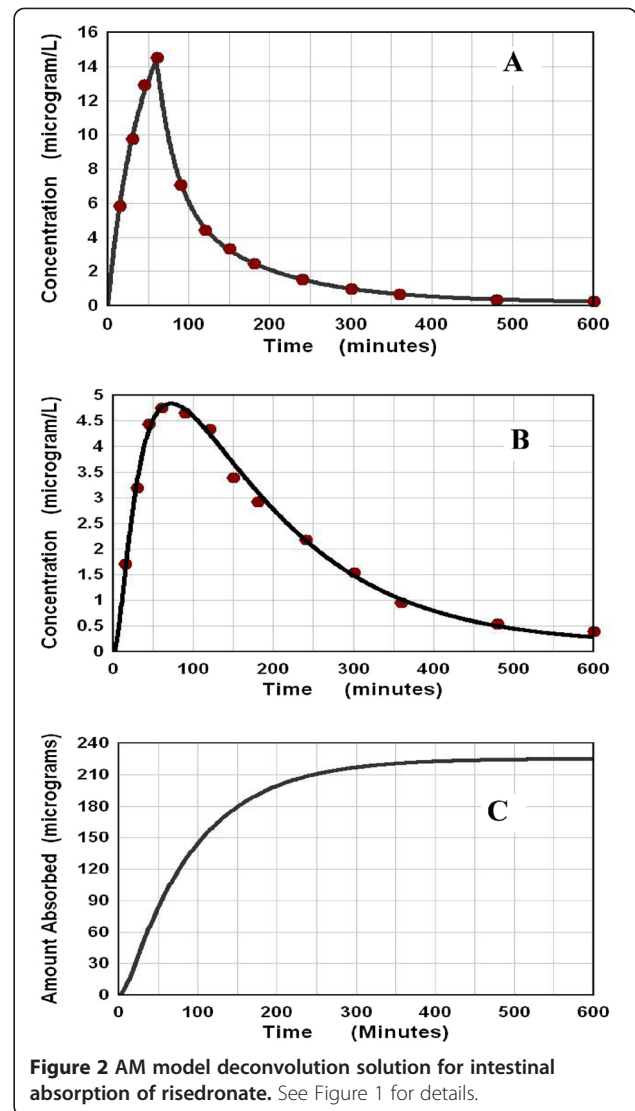 16
14
12
10
8
6
4
2
0
Concentration (microgram/L)
A
0 100 200 300 400 500 600
Time (minutes)
5
4.5
4
3.5
3
2.5
2
1.5
1
0.5
0
Concentration (microgram/L)
B
0 100 200 300 400 500 600
Time (minutes)
240
210
180
150
120
90
60
30
0
Amount Absorbed (micrograms)
C
0 100 200 300 400 500 600
Time (Minutes)
Figure 2 AM model deconvolution solution for intestinal
absorption of risedronate. See Figure 1 for details.